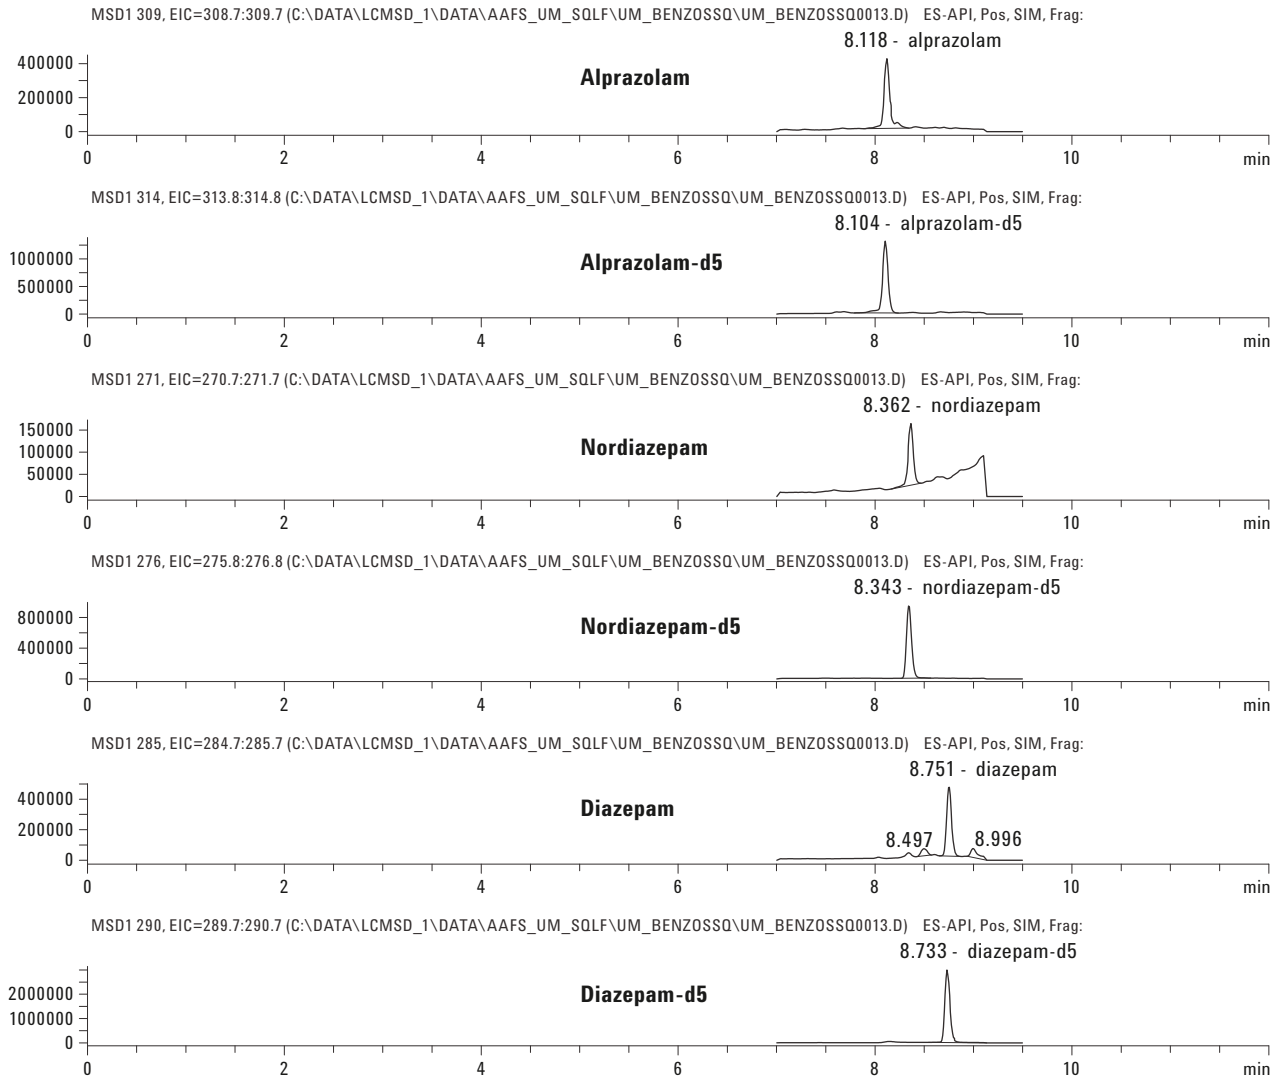 MSD1 309, EIC=308.7:309.7 (C:\DATA\LCMSD_1\DATA\AAFS_UM_SQLF\UM_BENZOSSQ\UM_BENZOSSQ0013.D) ES-API, Pos, SIM, Frag:
8.118 - alprazolam
400000
200000
0
Alprazolam
0 2 4 6 8 10 min
MSD1 314, EIC=313.8:314.8 (C:\DATA\LCMSD_1\DATA\AAFS_UM_SQLF\UM_BENZOSSQ\UM_BENZOSSQ0013.D) ES-API, Pos, SIM, Frag:
8.104 - alprazolam-d5
1000000
500000
0
Alprazolam-d5
0 2 4 6 8 10 min
MSD1 271, EIC=270.7:271.7 (C:\DATA\LCMSD_1\DATA\AAFS_UM_SQLF\UM_BENZOSSQ\UM_BENZOSSQ0013.D) ES-API, Pos, SIM, Frag:
8.362 - nordiazepam
150000
100000
50000
0
Nordiazepam
0 2 4 6 8 10 min
MSD1 276, EIC=275.8:276.8 (C:\DATA\LCMSD_1\DATA\AAFS_UM_SQLF\UM_BENZOSSQ\UM_BENZOSSQ0013.D) ES-API, Pos, SIM, Frag:
8.343 - nordiazepam-d5
800000
400000
0
Nordiazepam-d5
0 2 4 6 8 10 min
MSD1 285, EIC=284.7:285.7 (C:\DATA\LCMSD_1\DATA\AAFS_UM_SQLF\UM_BENZOSSQ\UM_BENZOSSQ0013.D) ES-API, Pos, SIM, Frag:
8.751 - diazepam
400000
200000
0
Diazepam
8.497 8.996
0 2 4 6 8 10 min
MSD1 290, EIC=289.7:290.7 (C:\DATA\LCMSD_1\DATA\AAFS_UM_SQLF\UM_BENZOSSQ\UM_BENZOSSQ0013.D) ES-API, Pos, SIM, Frag:
8.733 - diazepam-d5
2000000
1000000
0
Diazepam-d5
0 2 4 6 8 10 min